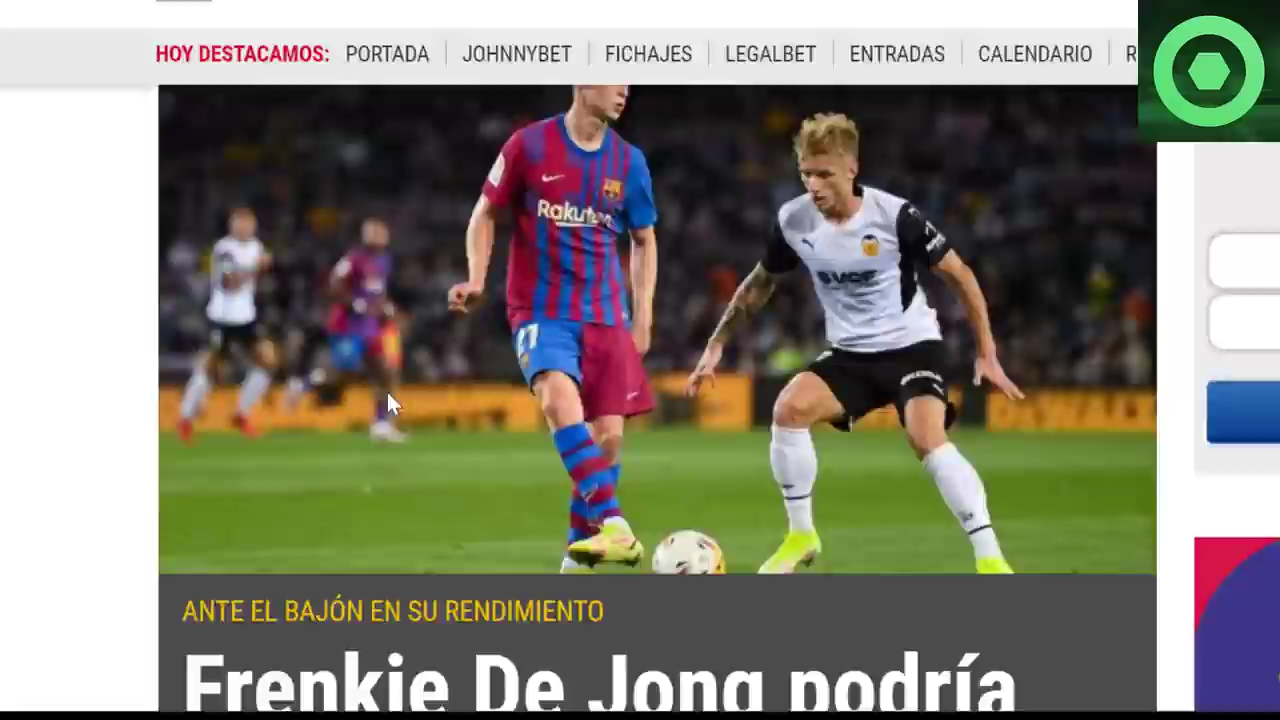 HOY DESTACAMOS: PORTADA JOHNNYBET FICHAJES LEGALBET ENTRADAS CALENDARIO R
Rakuten
21
ANTE EL BAJÓN EN SU RENDIMIENTO
Frenkie De Jong podría